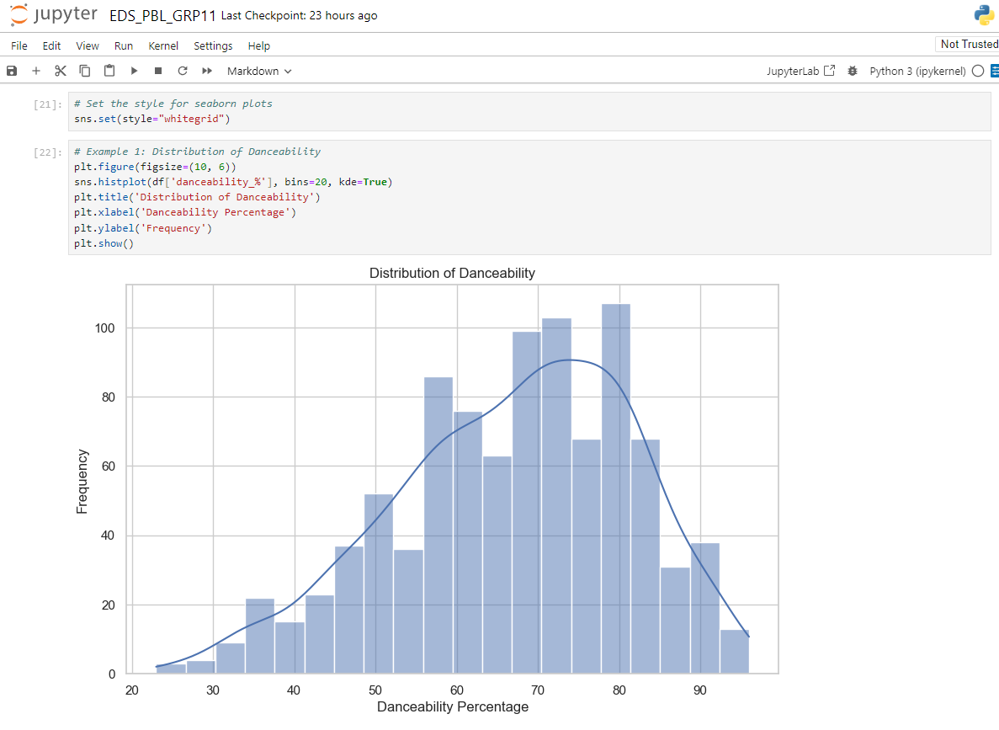 jupyter EDS_PBL_GRP11 Last Checkpoint: 23 hours ago
File Edit View Run Kernel Settings Help
Not Trusted
Markdown
JupyterLab
Python 3 (ipykernel)
[21]:
# Set the style for seaborn plots
sns.set(style="whitegrid")
[22]:
# Example 1: Distribution of Danceability
plt.figure(figsize=(10, 6))
sns.histplot(df['danceability_%'], bins=20, kde=True)
plt.title('Distribution of Danceability')
plt.xlabel('Danceability Percentage')
plt.ylabel('Frequency')
plt.show()
Distribution of Danceability
100
80
60
40
20
0
Frequency
20 30 40 50 60 70 80 90
Danceability Percentage